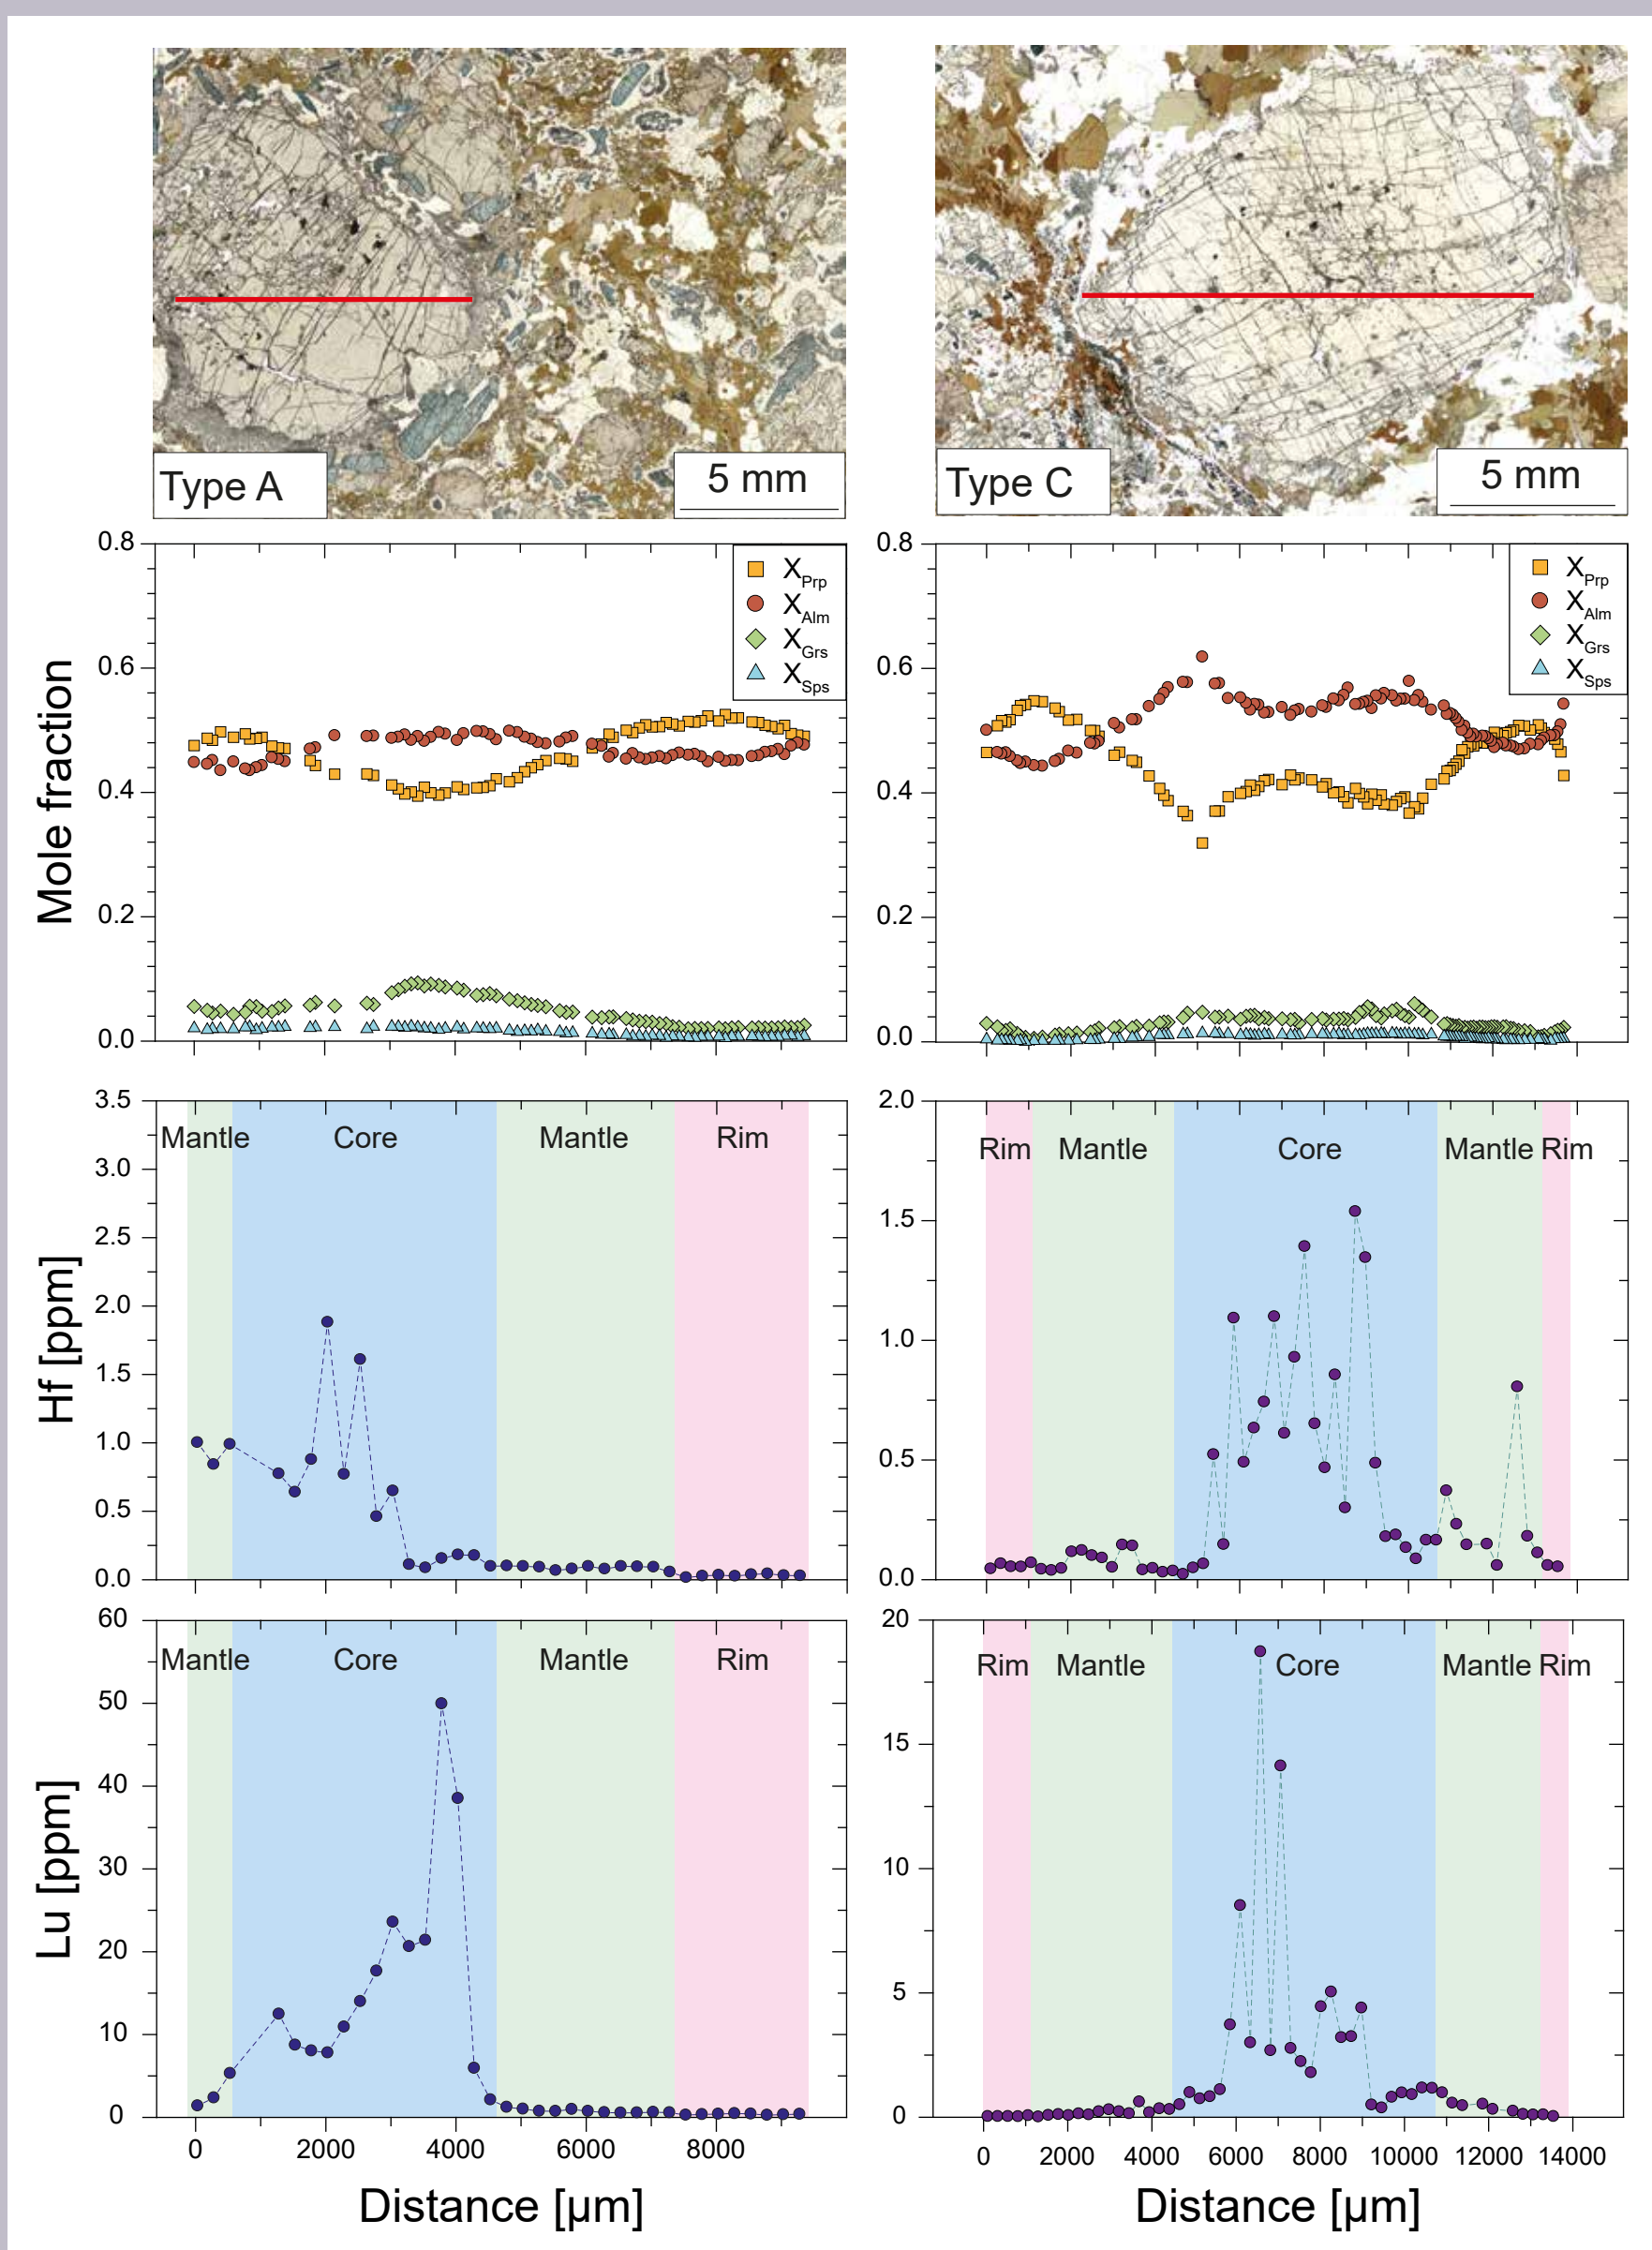 Type A
5 mm
Type C
5 mm
Mole fraction
0.8
0.6
0.4
0.2
0.0
XPrp
XAlm
XGrs
XSps
0.8
0.6
0.4
0.2
0.0
XPrp
XAlm
XGrs
XSps
Hf [ppm]
3.5
3.0
2.5
2.0
1.5
1.0
0.5
0.0
Mantle Core Mantle Rim
2.0
1.5
1.0
0.5
0.0
Rim Mantle Core Mantle Rim
Lu [ppm]
60
50
40
30
20
10
0
Mantle Core Mantle Rim
0 2000 4000 6000 8000
Distance [µm]
20
15
10
5
0
Rim Mantle Core Mantle Rim
0 2000 4000 6000 8000 10000 12000 14000
Distance [µm]